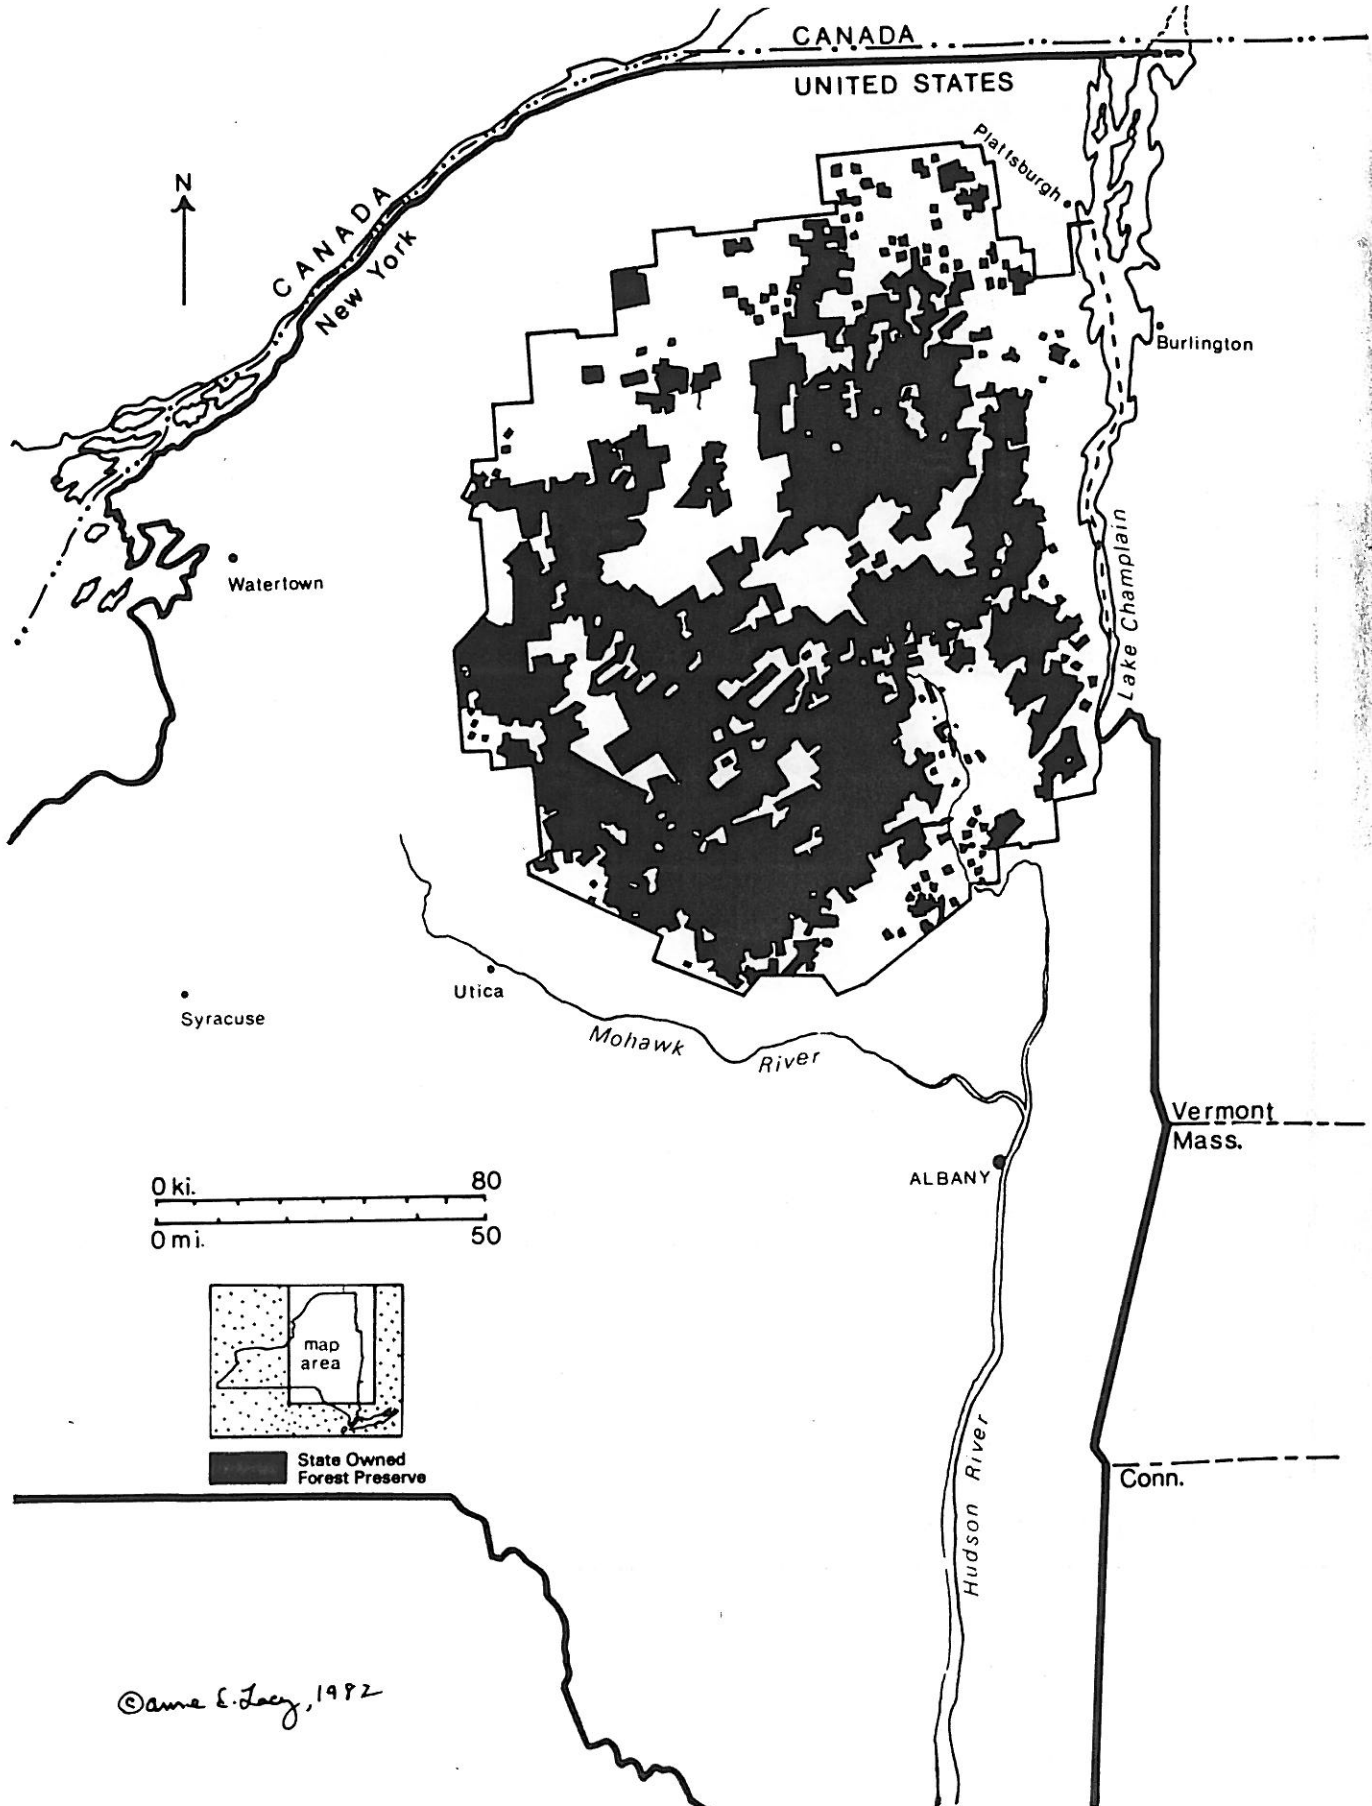 CANADA
UNITED STATES
Plattsburgh
N
CANADA
New York
Burlington
Watertown
Lake Champlain
Utica
Syracuse
Mohawk River
Vermont
Mass.
ALBANY
0 ki. 80
0 mi. 50
map
area
State Owned
Forest Preserve
Conn.
Hudson River
©anne E. Lacy, 1982